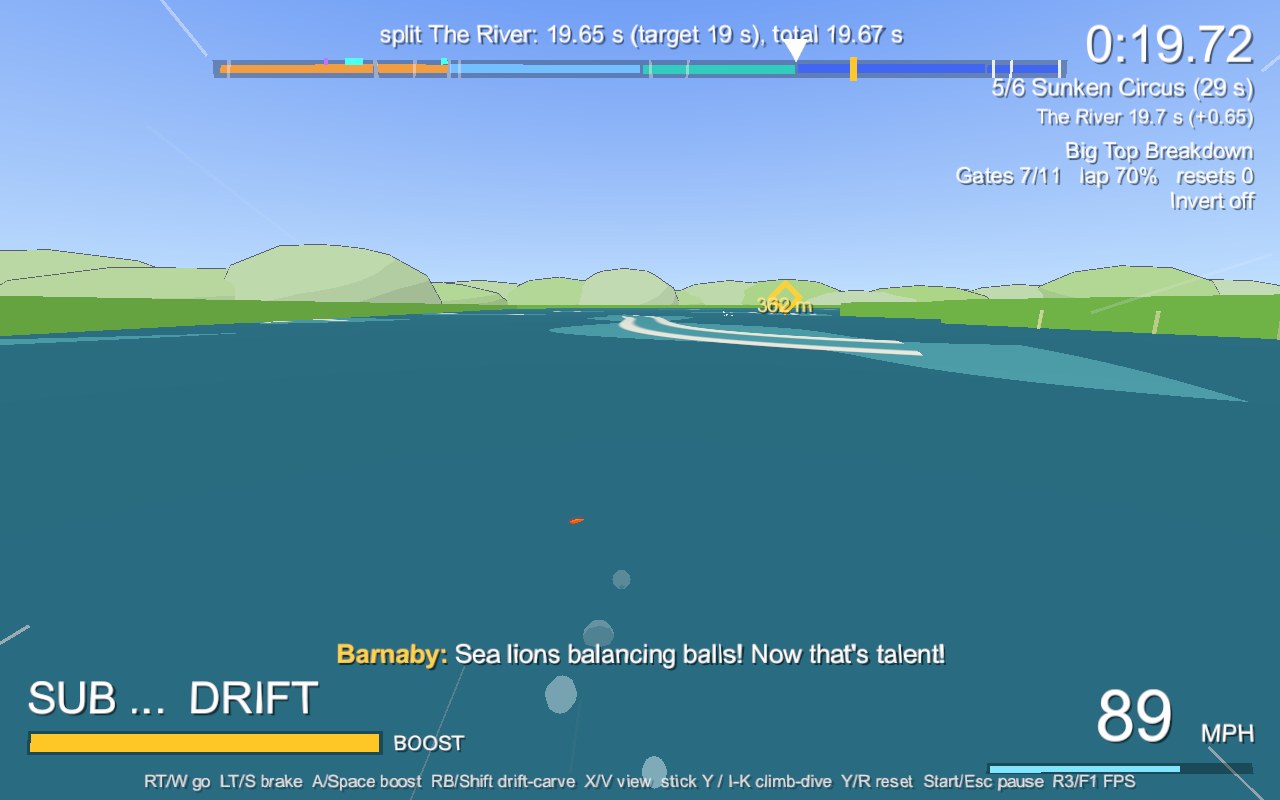 split The River: 19.65 s (target 19 s), total 19.67 s
0:19.72
5/6 Sunken Circus (29 s)
The River 19.7 s (+0.65)
Big Top Breakdown
Gates 7/11 lap 70% resets 0
Invert off
362 m
Barnaby: Sea lions balancing balls! Now that's talent!
SUB ... DRIFT
BOOST
89 MPH
RT/W go LT/S brake A/Space boost RB/Shift drift-carve X/V view stick Y / I-K climb-dive Y/R reset Start/Esc pause R3/F1 FPS